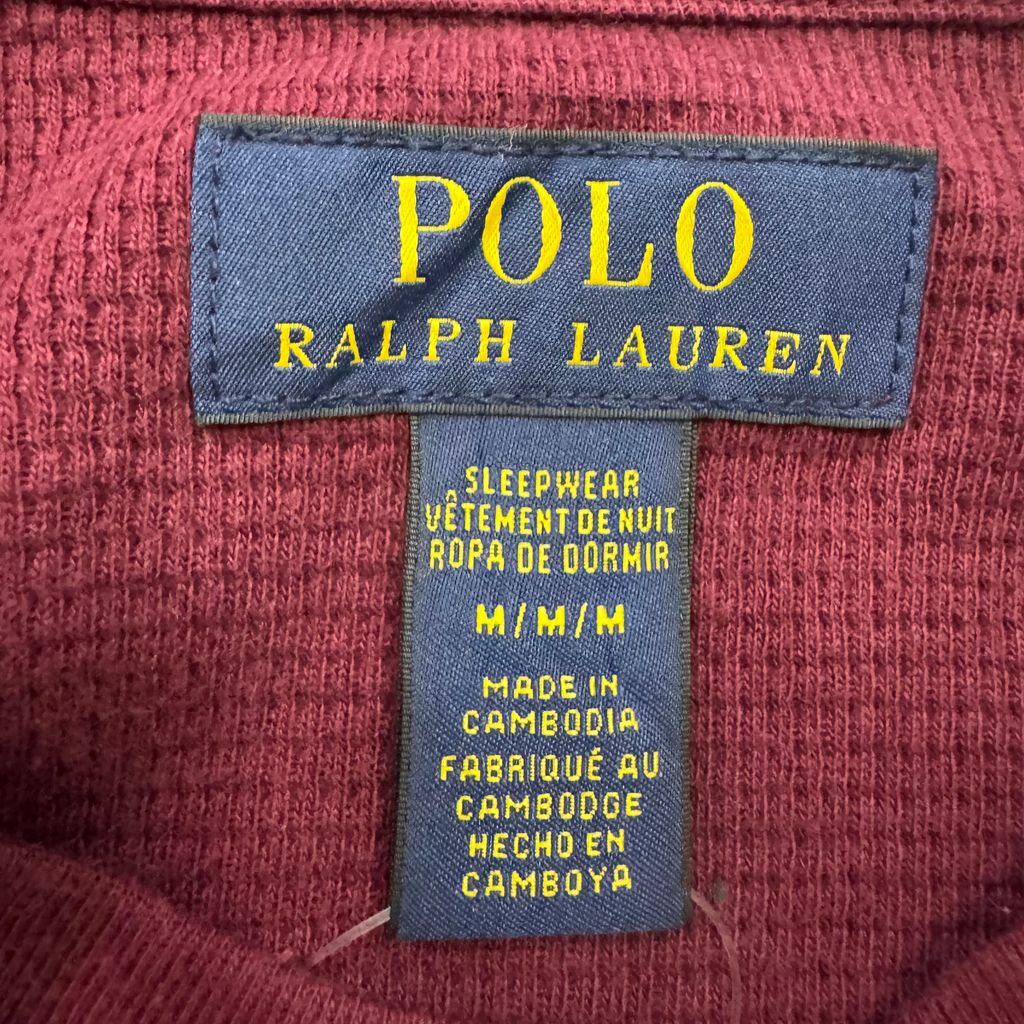 POLO
RALPH LAUREN
SLEEPWEAR
VÊTEMENT DE NUIT
ROPA DE DORMIR
M/M/M
MADE IN
CAMBODIA
FABRIQUÉ AU
CAMBODGE
HECHO EN
CAMBOYA